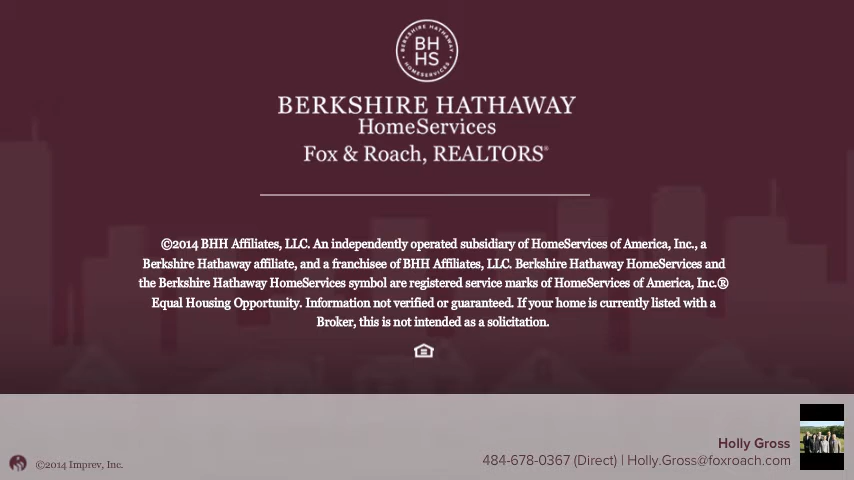 BERKSHIRE HATHAWAY
HOMESERVICES
BH
HS
BERKSHIRE HATHAWAY
HomeServices
Fox & Roach, REALTORS®
©2014 BHH Affiliates, LLC. An independently operated subsidiary of HomeServices of America, Inc., a
Berkshire Hathaway affiliate, and a franchisee of BHH Affiliates, LLC. Berkshire Hathaway HomeServices and
the Berkshire Hathaway HomeServices symbol are registered service marks of HomeServices of America, Inc.®
Equal Housing Opportunity. Information not verified or guaranteed. If your home is currently listed with a
Broker, this is not intended as a solicitation.
Holly Gross
484-678-0367 (Direct) | Holly.Gross@foxroach.com
©2014 Imprev, Inc.